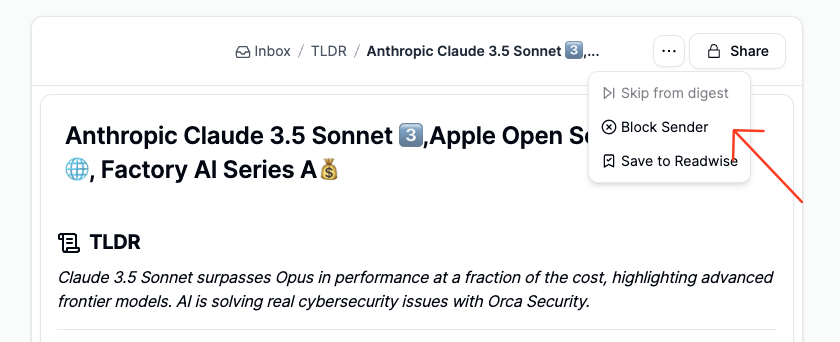 Inbox / TLDR / Anthropic Claude 3.5 Sonnet 3️⃣,...
... Share
Skip from digest
Block Sender
Save to Readwise
Anthropic Claude 3.5 Sonnet 3️⃣,Apple Open
🌐, Factory AI Series A💰
TLDR
Claude 3.5 Sonnet surpasses Opus in performance at a fraction of the cost, highlighting advanced
frontier models. AI is solving real cybersecurity issues with Orca Security.